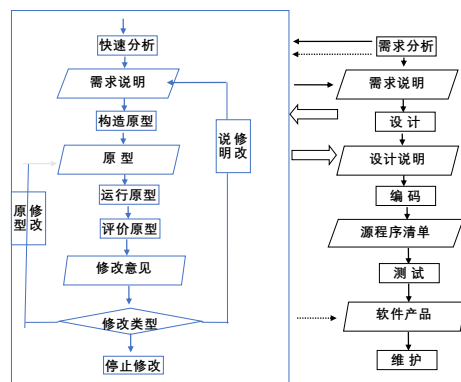 快速分析
需求说明
构造原型
原 型
运行原型
评价原型
修改意见
修改类型
停止修改
修改
说明
修改
原型
需求分析
需求说明
设 计
设计说明
编 码
源程序清单
测 试
软件产品
维 护